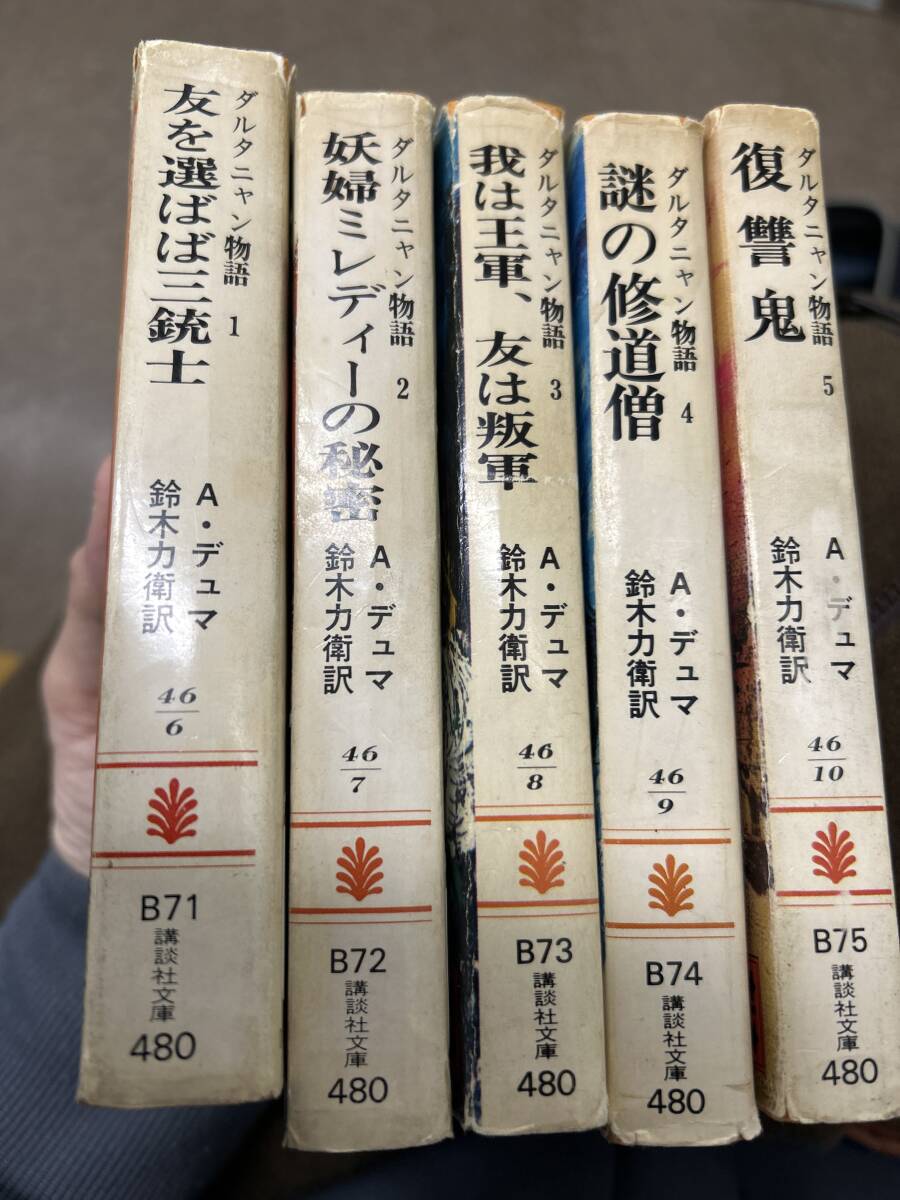 ダルタニャン物語 1
友を選ばば三銃士
A・デュマ
鈴木力衛訳
46/6
B71
講談社文庫
480
ダルタニャン物語 2
妖婦ミレディーの秘密
A・デュマ
鈴木力衛訳
46/7
B72
講談社文庫
480
ダルタニャン物語 3
我は王軍、友は叛軍
A・デュマ
鈴木力衛訳
46/8
B73
講談社文庫
480
ダルタニャン物語 4
謎の修道僧
A・デュマ
鈴木力衛訳
46/9
B74
講談社文庫
480
ダルタニャン物語 5
復讐鬼
A・デュマ
鈴木力衛訳
46/10
B75
講談社文庫
480